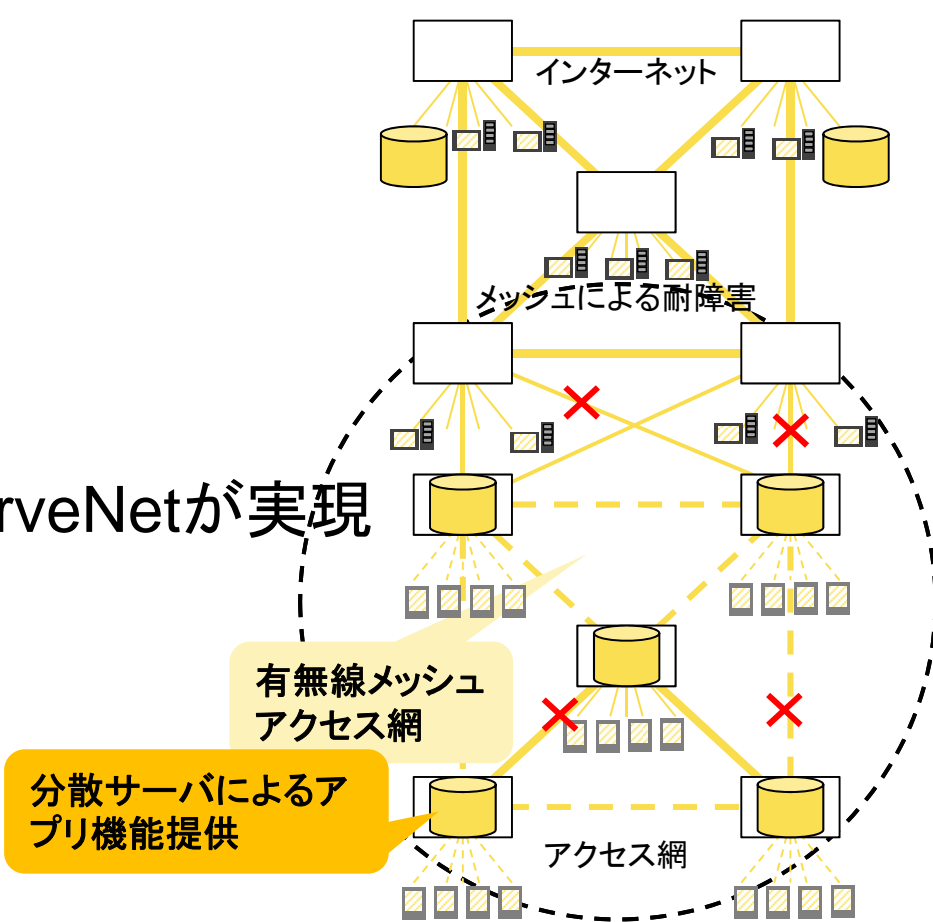 インターネット
メッシュによる耐障害
rveNetが実現
有無線メッシュ
アクセス網
分散サーバによるア
プリ機能提供
アクセス網